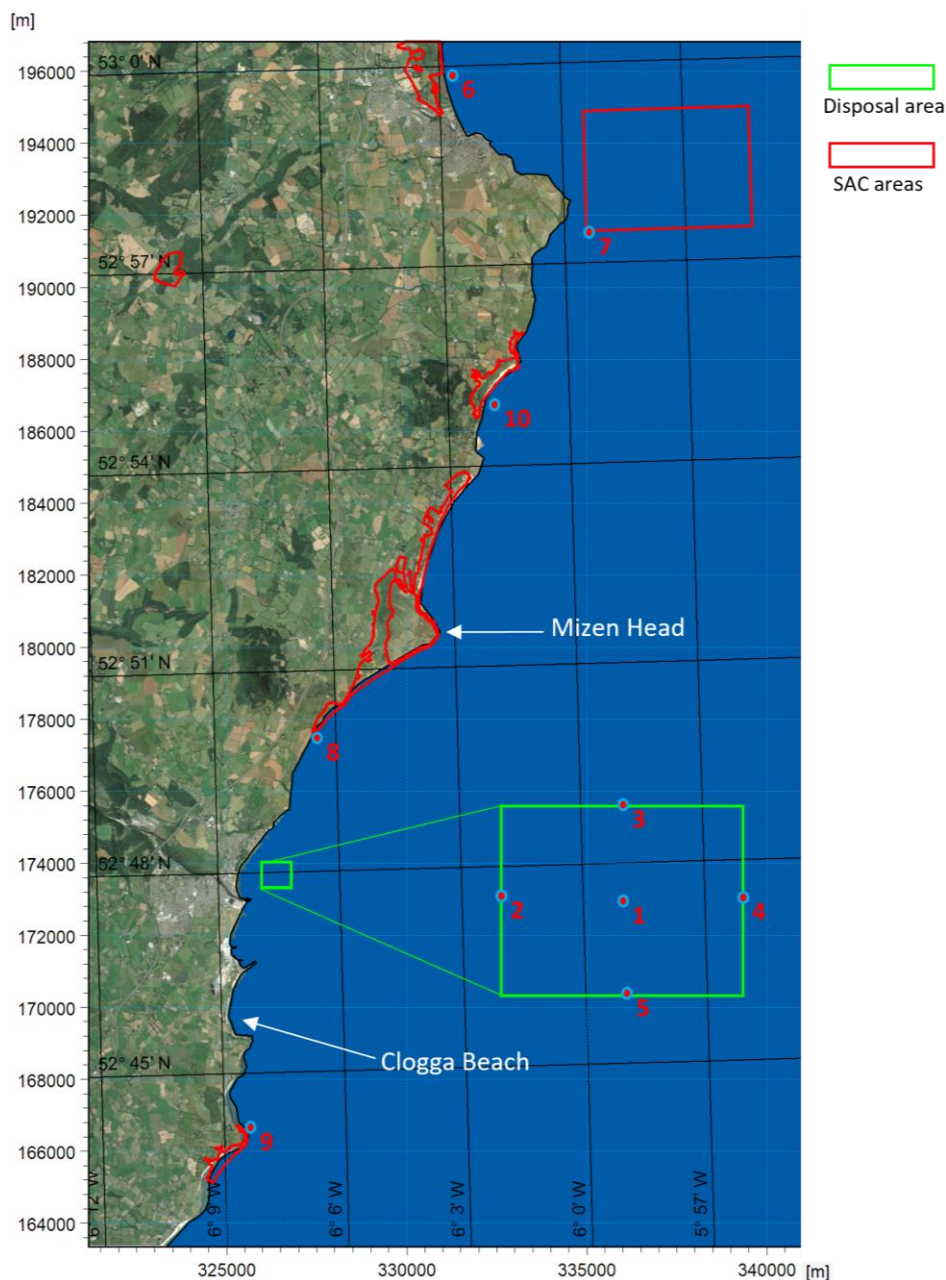 [m]
196000
194000
192000
190000
188000
186000
184000
182000
180000
178000
176000
174000
172000
170000
168000
166000
164000
53° 0' N
52° 57' N
52° 54' N
52° 51' N
52° 48' N
52° 45' N
6
7
10
Mizen Head
8
3
2
1
4
5
Clogga Beach
9
6° 12' W
6° 9' W
6° 6' W
6° 3' W
6° 0' W
5° 57' W
325000
330000
335000
340000
[m]
Disposal area
SAC areas